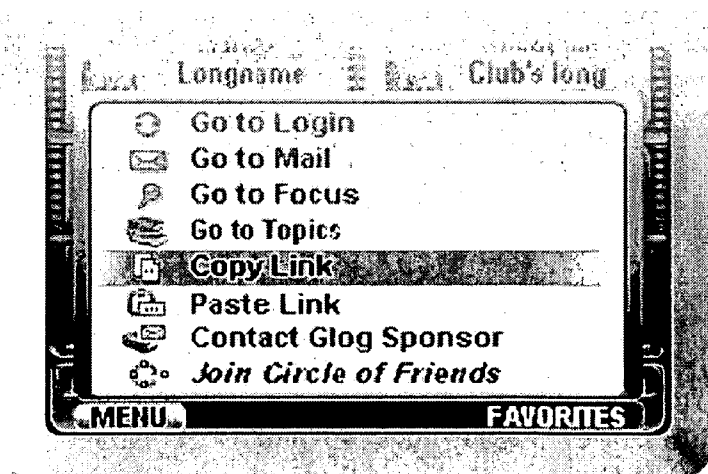 Longname Club's long
Go to Login
Go to Mail
Go to Focus
Go to Topics
Copy Link
Paste Link
Contact Glog Sponsor
Join Circle of Friends
MENU FAVORITES